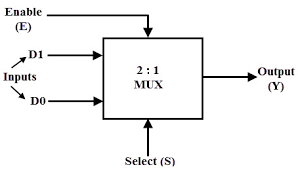 Enable
(E)
D1
Inputs
D0
2 : 1
MUX
Output
(Y)
Select (S)